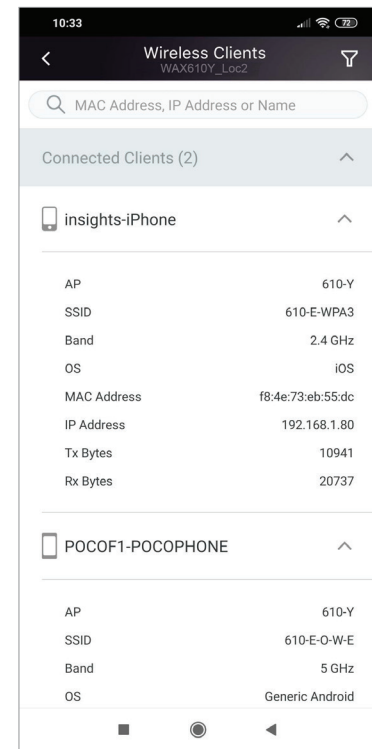 10:33
72
Wireless Clients
WAX610Y_Loc2
MAC Address, IP Address or Name
Connected Clients (2)
insights-iPhone
AP 610-Y
SSID 610-E-WPA3
Band 2.4 GHz
OS iOS
MAC Address f8:4e:73:eb:55:dc
IP Address 192.168.1.80
Tx Bytes 10941
Rx Bytes 20737
POCOF1-POCOPHONE
AP 610-Y
SSID 610-E-O-W-E
Band 5 GHz
OS Generic Android